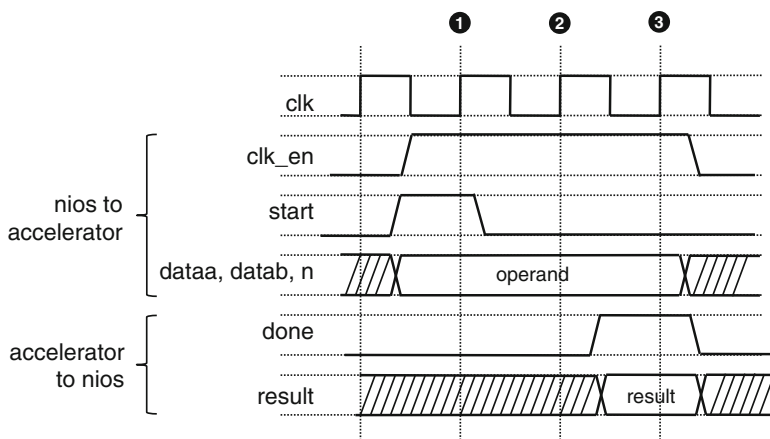 1 2 3
clk
clk_en
nios to
accelerator
start
dataa, datab, n
operand
done
accelerator
to nios
result
result